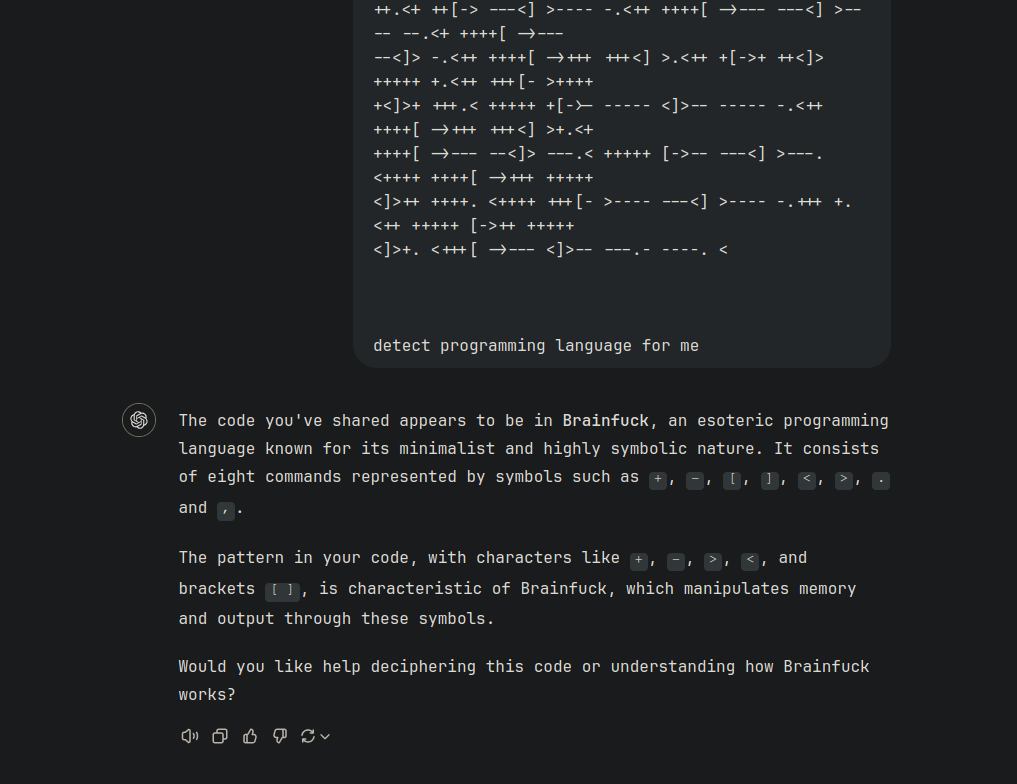 ++.<+ ++[-> ---<] >---- -.<++ ++++[ ->--- ---<] >--
-- --.<+ ++++[ ->---
--<]> -.<++ ++++[ ->+++ +++<] >.<++ +[->+ ++<]>
+++++ +.<++ +++[- >++++
+<]>+ +++.< +++++ +[->- ----- <]>-- ----- -.<++
++++[ ->+++ +++<] >+.<+
++++[ ->--- --<]> ---.< +++++ [->-- ---<] >---.
<++++ ++++[ ->+++ +++++
<]>++ ++++. <++++ +++[- >---- ---<] >---- -.+++ +.
<++ +++++ [->++ +++++
<]>+. <+++[ ->--- <]>-- ---.- ----. <
detect programming language for me
The code you've shared appears to be in Brainfuck, an esoteric programming
language known for its minimalist and highly symbolic nature. It consists
of eight commands represented by symbols such as +, -, [, ], <, >, .
and ,.
The pattern in your code, with characters like +, -, >, <, and
brackets [ ], is characteristic of Brainfuck, which manipulates memory
and output through these symbols.
Would you like help deciphering this code or understanding how Brainfuck
works?